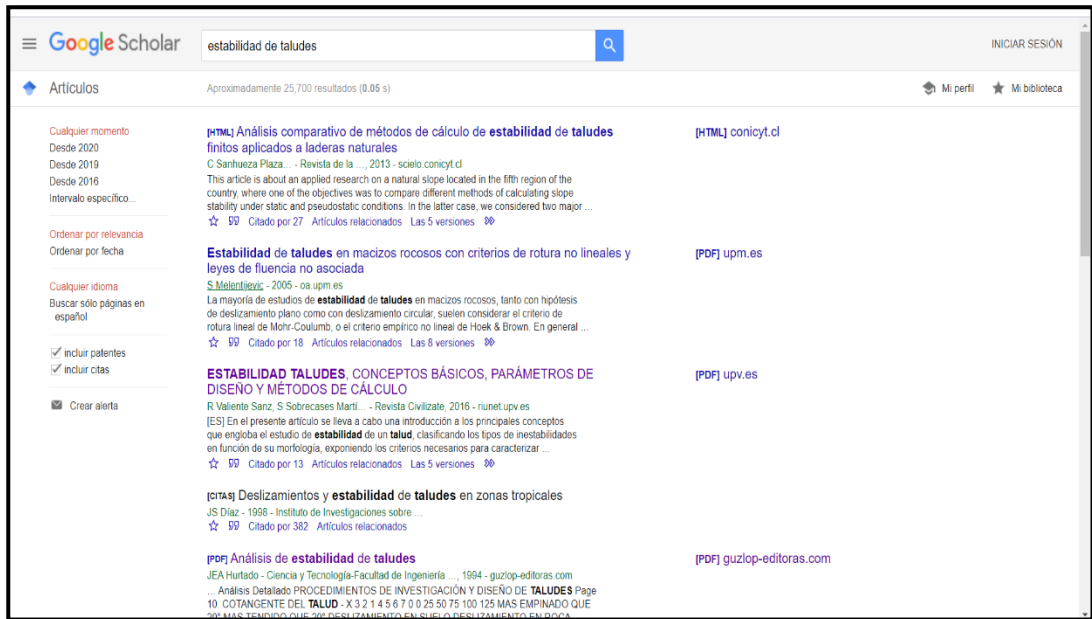 Google Scholar
estabilidad de taludes
INICIAR SESIÓN
Artículos
Aproximadamente 25,700 resultados (0.05 s)
Mi perfil
Mi biblioteca
Cualquier momento
Desde 2020
Desde 2019
Desde 2016
Intervalo específico...
Ordenar por relevancia
Ordenar por fecha
Cualquier idioma
Buscar sólo páginas en
español
incluir patentes
incluir citas
Crear alerta
[HTML] Análisis comparativo de métodos de cálculo de estabilidad de taludes
finitos aplicados a laderas naturales
C Sanhueza Plaza... - Revista de la ..., 2013 - scielo.conicyt.cl
This article is about an applied research on a natural slope located in the fifth region of the
country, where one of the objectives was to compare different methods of calculating slope
stability under static and pseudostatic conditions. In the latter case, we considered two major ...
Citado por 27 Artículos relacionados Las 5 versiones
[HTML] conicyt.cl
Estabilidad de taludes en macizos rocosos con criterios de rotura no lineales y
leyes de fluencia no asociada
S Melentijevic - 2005 - oa.upm.es
La mayoría de estudios de estabilidad de taludes en macizos rocosos, tanto con hipótesis
de deslizamiento plano como con deslizamiento circular, suelen considerar el criterio de
rotura lineal de Mohr-Coulumb, o el criterio empírico no lineal de Hoek & Brown. En general ...
Citado por 18 Artículos relacionados Las 8 versiones
[PDF] upm.es
ESTABILIDAD TALUDES, CONCEPTOS BÁSICOS, PARÁMETROS DE
DISEÑO Y MÉTODOS DE CÁLCULO
R Valiente Sanz, S Sobrecases Martí... - Revista Civilizate, 2016 - riunet.upv.es
[ES] En el presente artículo se lleva a cabo una introducción a los principales conceptos
que engloba el estudio de estabilidad de un talud, clasificando los tipos de inestabilidades
en función de su morfología, exponiendo los criterios necesarios para caracterizar ...
Citado por 13 Artículos relacionados Las 5 versiones
[PDF] upv.es
[CITAS] Deslizamientos y estabilidad de taludes en zonas tropicales
JS Díaz - 1998 - Instituto de Investigaciones sobre ...
Citado por 382 Artículos relacionados
[PDF] Análisis de estabilidad de taludes
JEA Hurtado - Ciencia y Tecnología-Facultad de Ingeniería ..., 1994 - guzlop-editoras.com
... Análisis Detallado PROCEDIMIENTOS DE INVESTIGACIÓN Y DISEÑO DE TALUDES Page
10. COTANGENTE DEL TALUD - X 3 2 1 4 5 6 7 0 0 25 50 75 100 125 MAS EMPINADO QUE
20° MAS TENDIDO QUE 20° DESLIZAMIENTO EN SUELO DESLIZAMIENTO EN ROCA
[PDF] guzlop-editoras.com